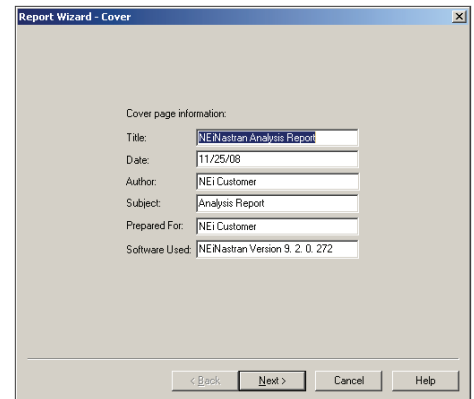 Report Wizard - Cover
Cover page information:
Title: NEiNastran Analysis Report
Date: 11/25/08
Author: NEi Customer
Subject: Analysis Report
Prepared For: NEi Customer
Software Used: NEiNastran Version 9. 2. 0. 272
< Back Next > Cancel Help